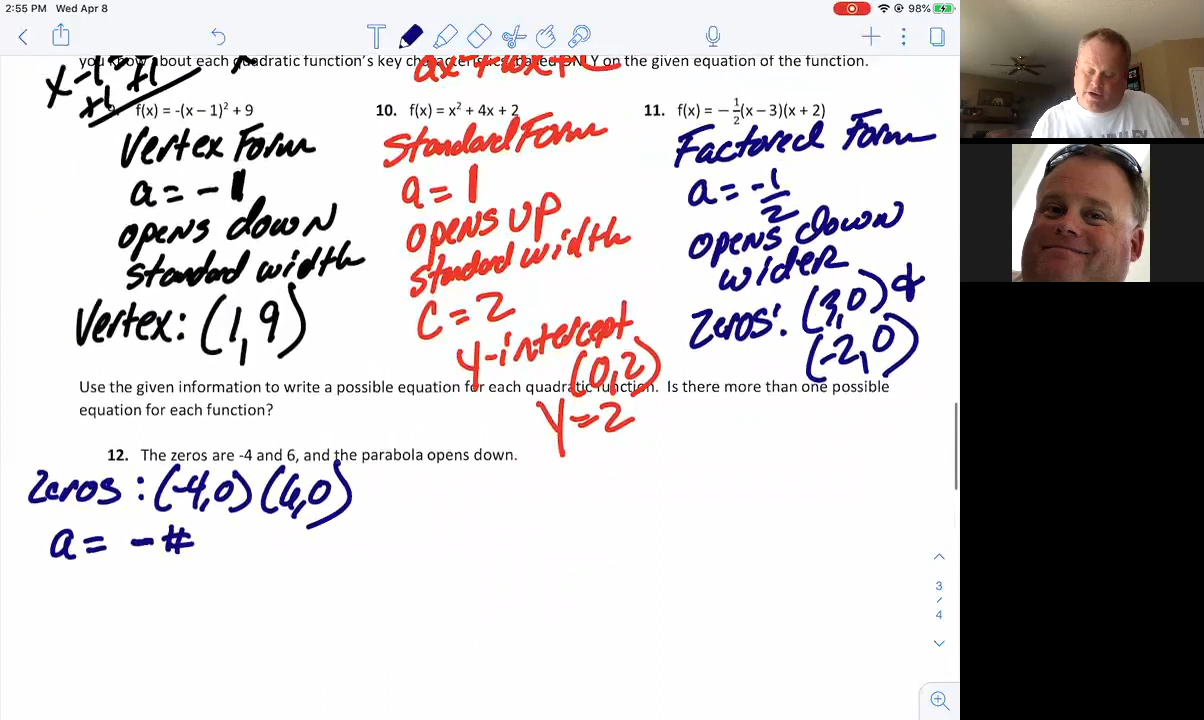 2:55 PM Wed Apr 8
98%
you know about each quadratic function's key characteristics based ONLY on the given equation of the function.
x-1
+1
+1
f(x) = -(x − 1)² + 9
Vertex Form
a = -1
opens down
standard width
Vertex: (1, 9)
10. f(x) = x² + 4x + 2
Standard Form
a = 1
opens up
standard width
c = 2
y-intercept
(0, 2)
y = 2
11. f(x) = −½(x − 3)(x + 2)
Factored Form
a = -1/2
opens down
wider
zeros: (3,0) &
(-2,0)
Use the given information to write a possible equation for each quadratic function. Is there more than one possible
equation for each function?
12. The zeros are -4 and 6, and the parabola opens down.
zeros : (-4,0) (6,0)
a = -#
3
/
4